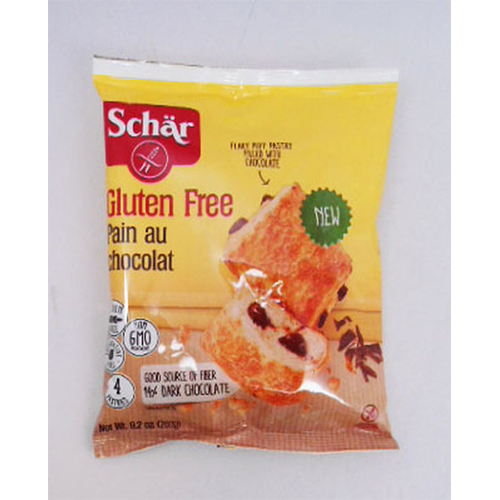 Schär
FLAKY PUFF PASTRY
FILLED WITH
CHOCOLATE
NEW
Gluten Free
Pain au
chocolat
NON
GMO
4
GOOD SOURCE OF FIBER
14% DARK CHOCOLATE
Net Wt. 9.2 oz